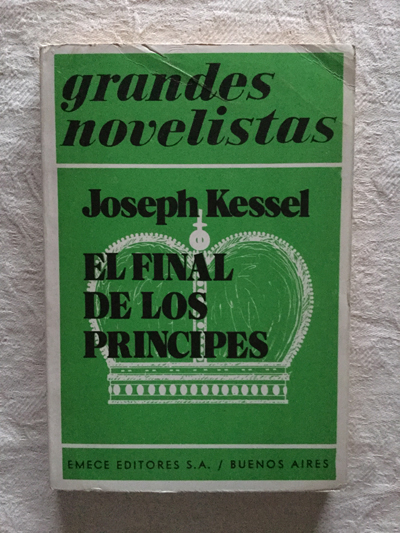 grandes
novelistas
Joseph Kessel
EL FINAL
DE LOS
PRINCIPES
EMECE EDITORES S.A. / BUENOS AIRES